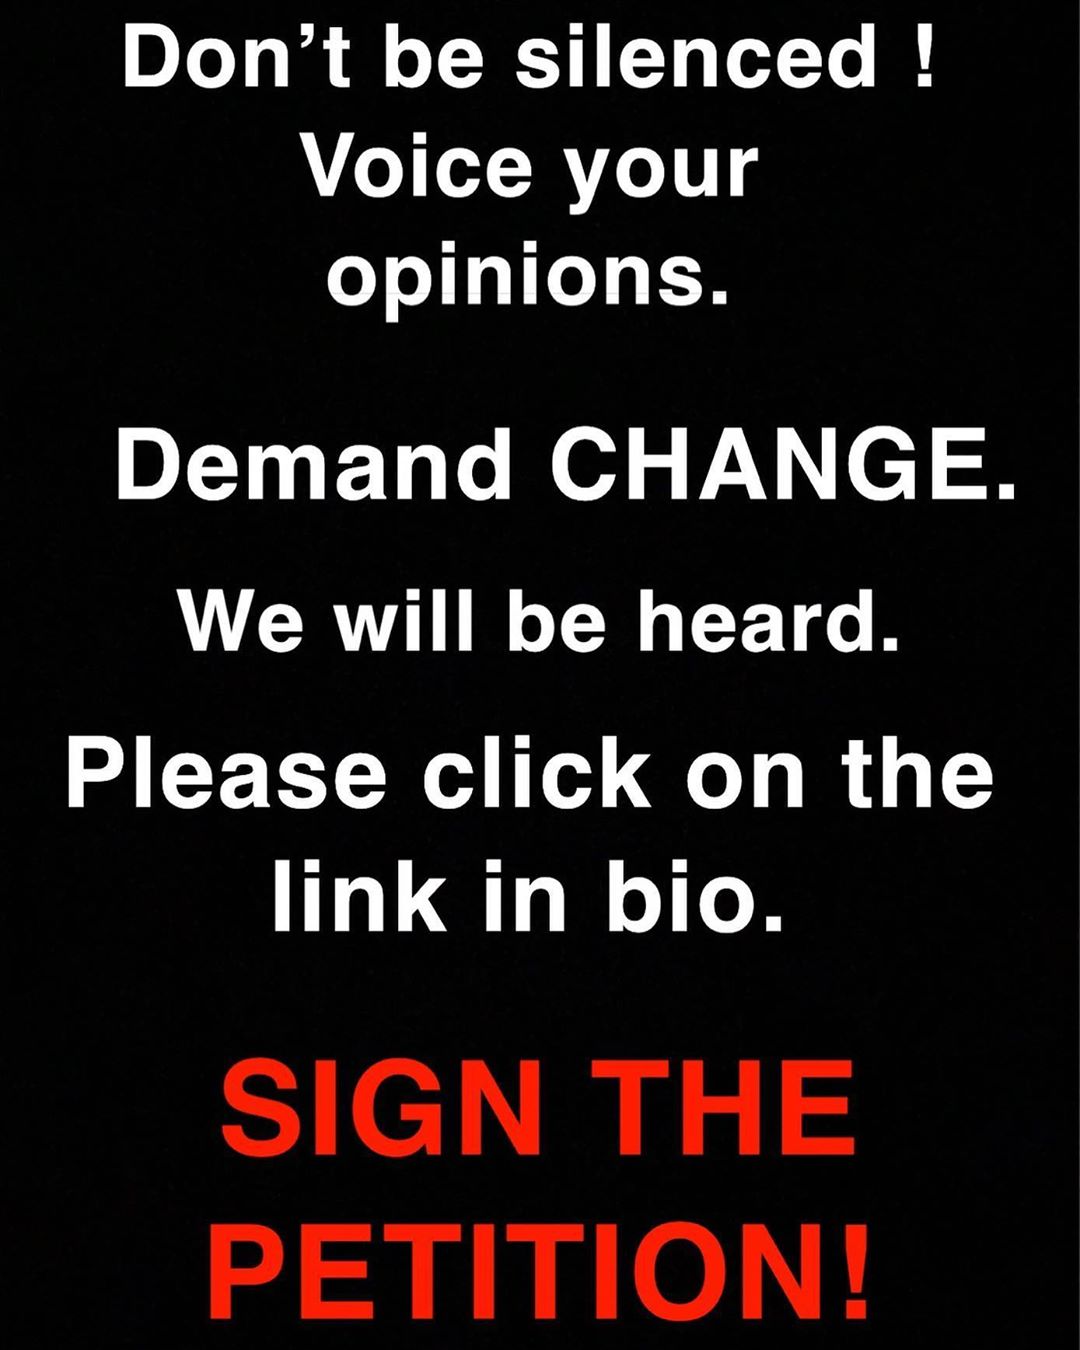 Don’t be silenced !
Voice your
opinions.
Demand CHANGE.
We will be heard.
Please click on the
link in bio.
SIGN THE
PETITION!